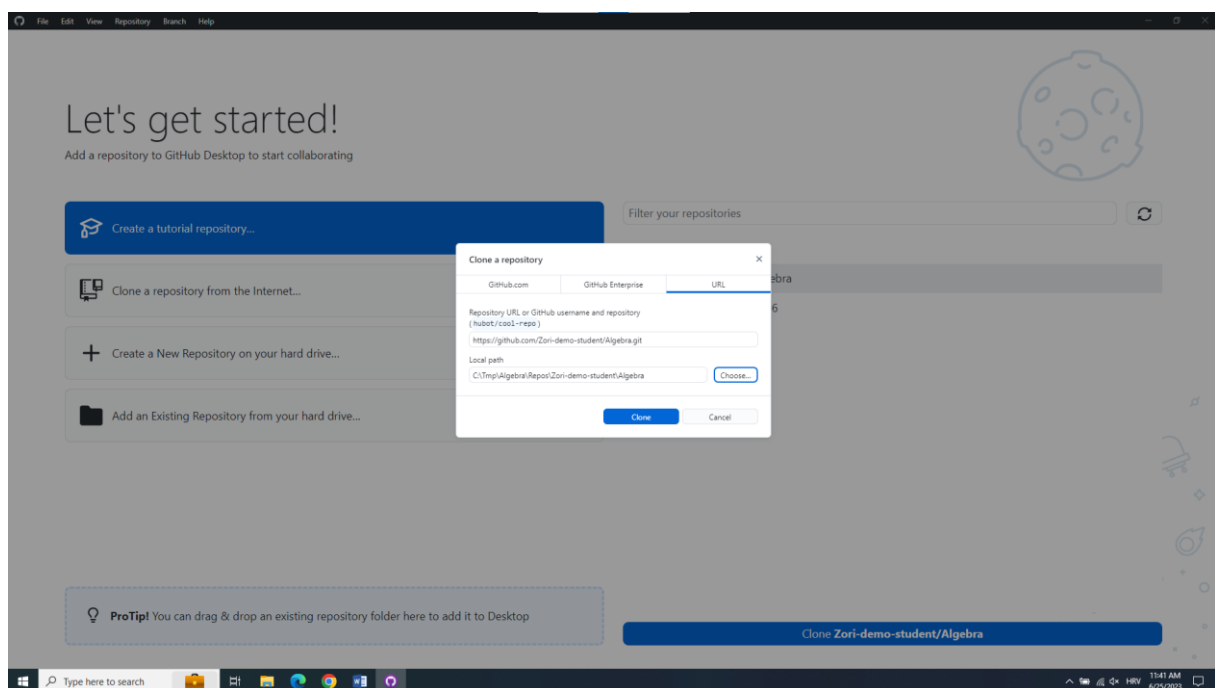 File Edit View Repository Branch Help
Let's get started!
Add a repository to GitHub Desktop to start collaborating
Create a tutorial repository...
Clone a repository from the Internet...
Create a New Repository on your hard drive...
Add an Existing Repository from your hard drive...
ProTip! You can drag & drop an existing repository folder here to add it to Desktop
Filter your repositories
Clone a repository
GitHub.com GitHub Enterprise URL
Repository URL or GitHub username and repository
(hubot/cool-repo)
https://github.com/Zori-demo-student/Algebra.git
Local path
C:\Tmp\Algebra\Repos\Zori-demo-student\Algebra
Choose...
Clone Cancel
ebra
6
Clone Zori-demo-student/Algebra
Type here to search
HRV
11:41 AM
6/25/2023